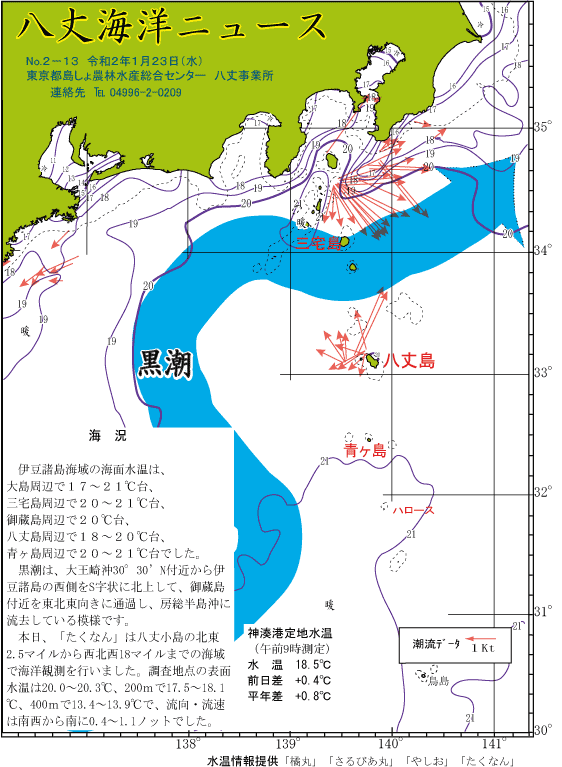 八丈海洋ニュース
No.2－13 令和2年1月23日(水)
東京都島しょ農林水産総合センター 八丈事業所
連絡先 ℡ 04996-2-0209
35°
34°
33°
32°
31°
30°
138°
139°
140°
141°
三宅島
八丈島
青ヶ島
ハロース
鳥島
黒潮
暖
暖
暖
海 況
伊豆諸島海域の海面水温は、
大島周辺で１７～２１℃台、
三宅島周辺で２０～２１℃台、
御蔵島周辺で２０℃台、
八丈島周辺で１８～２０℃台、
青ヶ島周辺で２０～２１℃台でした。
黒潮は、大王崎沖30°30’N付近から伊
豆諸島の西側をS字状に北上して、御蔵島
付近を東北東向きに通過し、房総半島沖に
流去している模様です。
本日、「たくなん」は八丈小島の北東
2.5マイルから西北西18マイルまでの海域
で海洋観測を行いました。調査地点の表面
水温は20.0～20.3℃、200mで17.5～18.1
℃、400mで13.4～13.9℃で、流向・流速
は南西から南に0.4～1.1ノットでした。
神湊港定地水温
（午前9時測定）
水 温 18.5℃
前日差 +0.4℃
平年差 +0.8℃
潮流ﾃﾞｰﾀ
1 Kt
水温情報提供「橘丸」「さるびあ丸」「やしお」「たくなん」